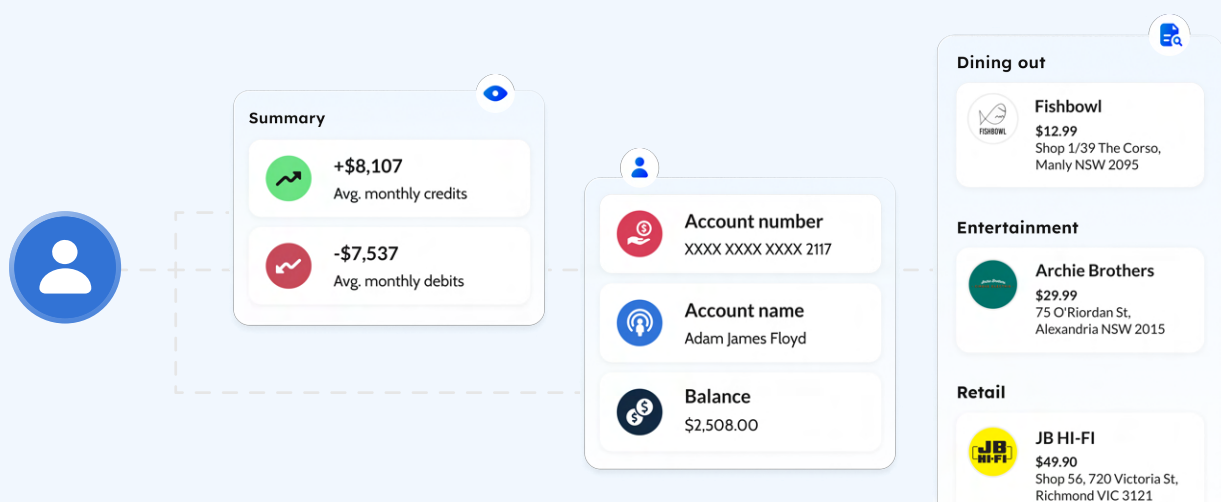 Summary
+$8,107
Avg. monthly credits
-$7,537
Avg. monthly debits
Account number
XXXX XXXX XXXX 2117
Account name
Adam James Floyd
Balance
$2,508.00
Dining out
FISHBOWL
Fishbowl
$12.99
Shop 1/39 The Corso,
Manly NSW 2095
Entertainment
Archie Brothers
$29.99
75 O'Riordan St,
Alexandria NSW 2015
Retail
JB
HI-FI
JB HI-FI
$49.90
Shop 56, 720 Victoria St,
Richmond VIC 3121